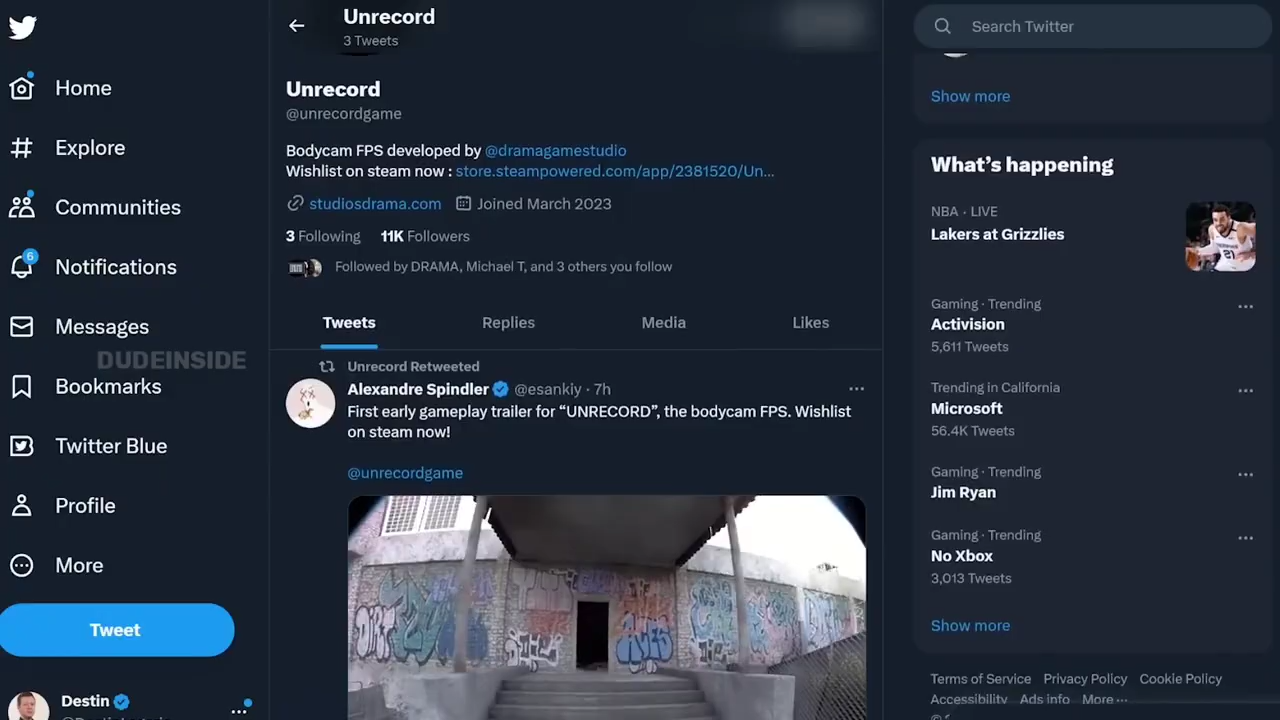 Home
Explore
Communities
6
Notifications
Messages
DUDEINSIDE
Bookmarks
Twitter Blue
Profile
More
Tweet
Destin
Unrecord
3 Tweets
Unrecord
@unrecordgame
Bodycam FPS developed by @dramagamestudio
Wishlist on steam now : store.steampowered.com/app/2381520/Un...
studiosdrama.com Joined March 2023
3 Following 11K Followers
Followed by DRAMA, Michael T, and 3 others you follow
Tweets Replies Media Likes
Unrecord Retweeted
Alexandre Spindler @esankiy · 7h
First early gameplay trailer for “UNRECORD”, the bodycam FPS. Wishlist
on steam now!
@unrecordgame
Search Twitter
Show more
What’s happening
NBA · LIVE
Lakers at Grizzlies
Gaming · Trending
Activision
5,611 Tweets
Trending in California
Microsoft
56.4K Tweets
Gaming · Trending
Jim Ryan
Gaming · Trending
No Xbox
3,013 Tweets
Show more
Terms of Service Privacy Policy Cookie Policy
Accessibility Ads info More ···